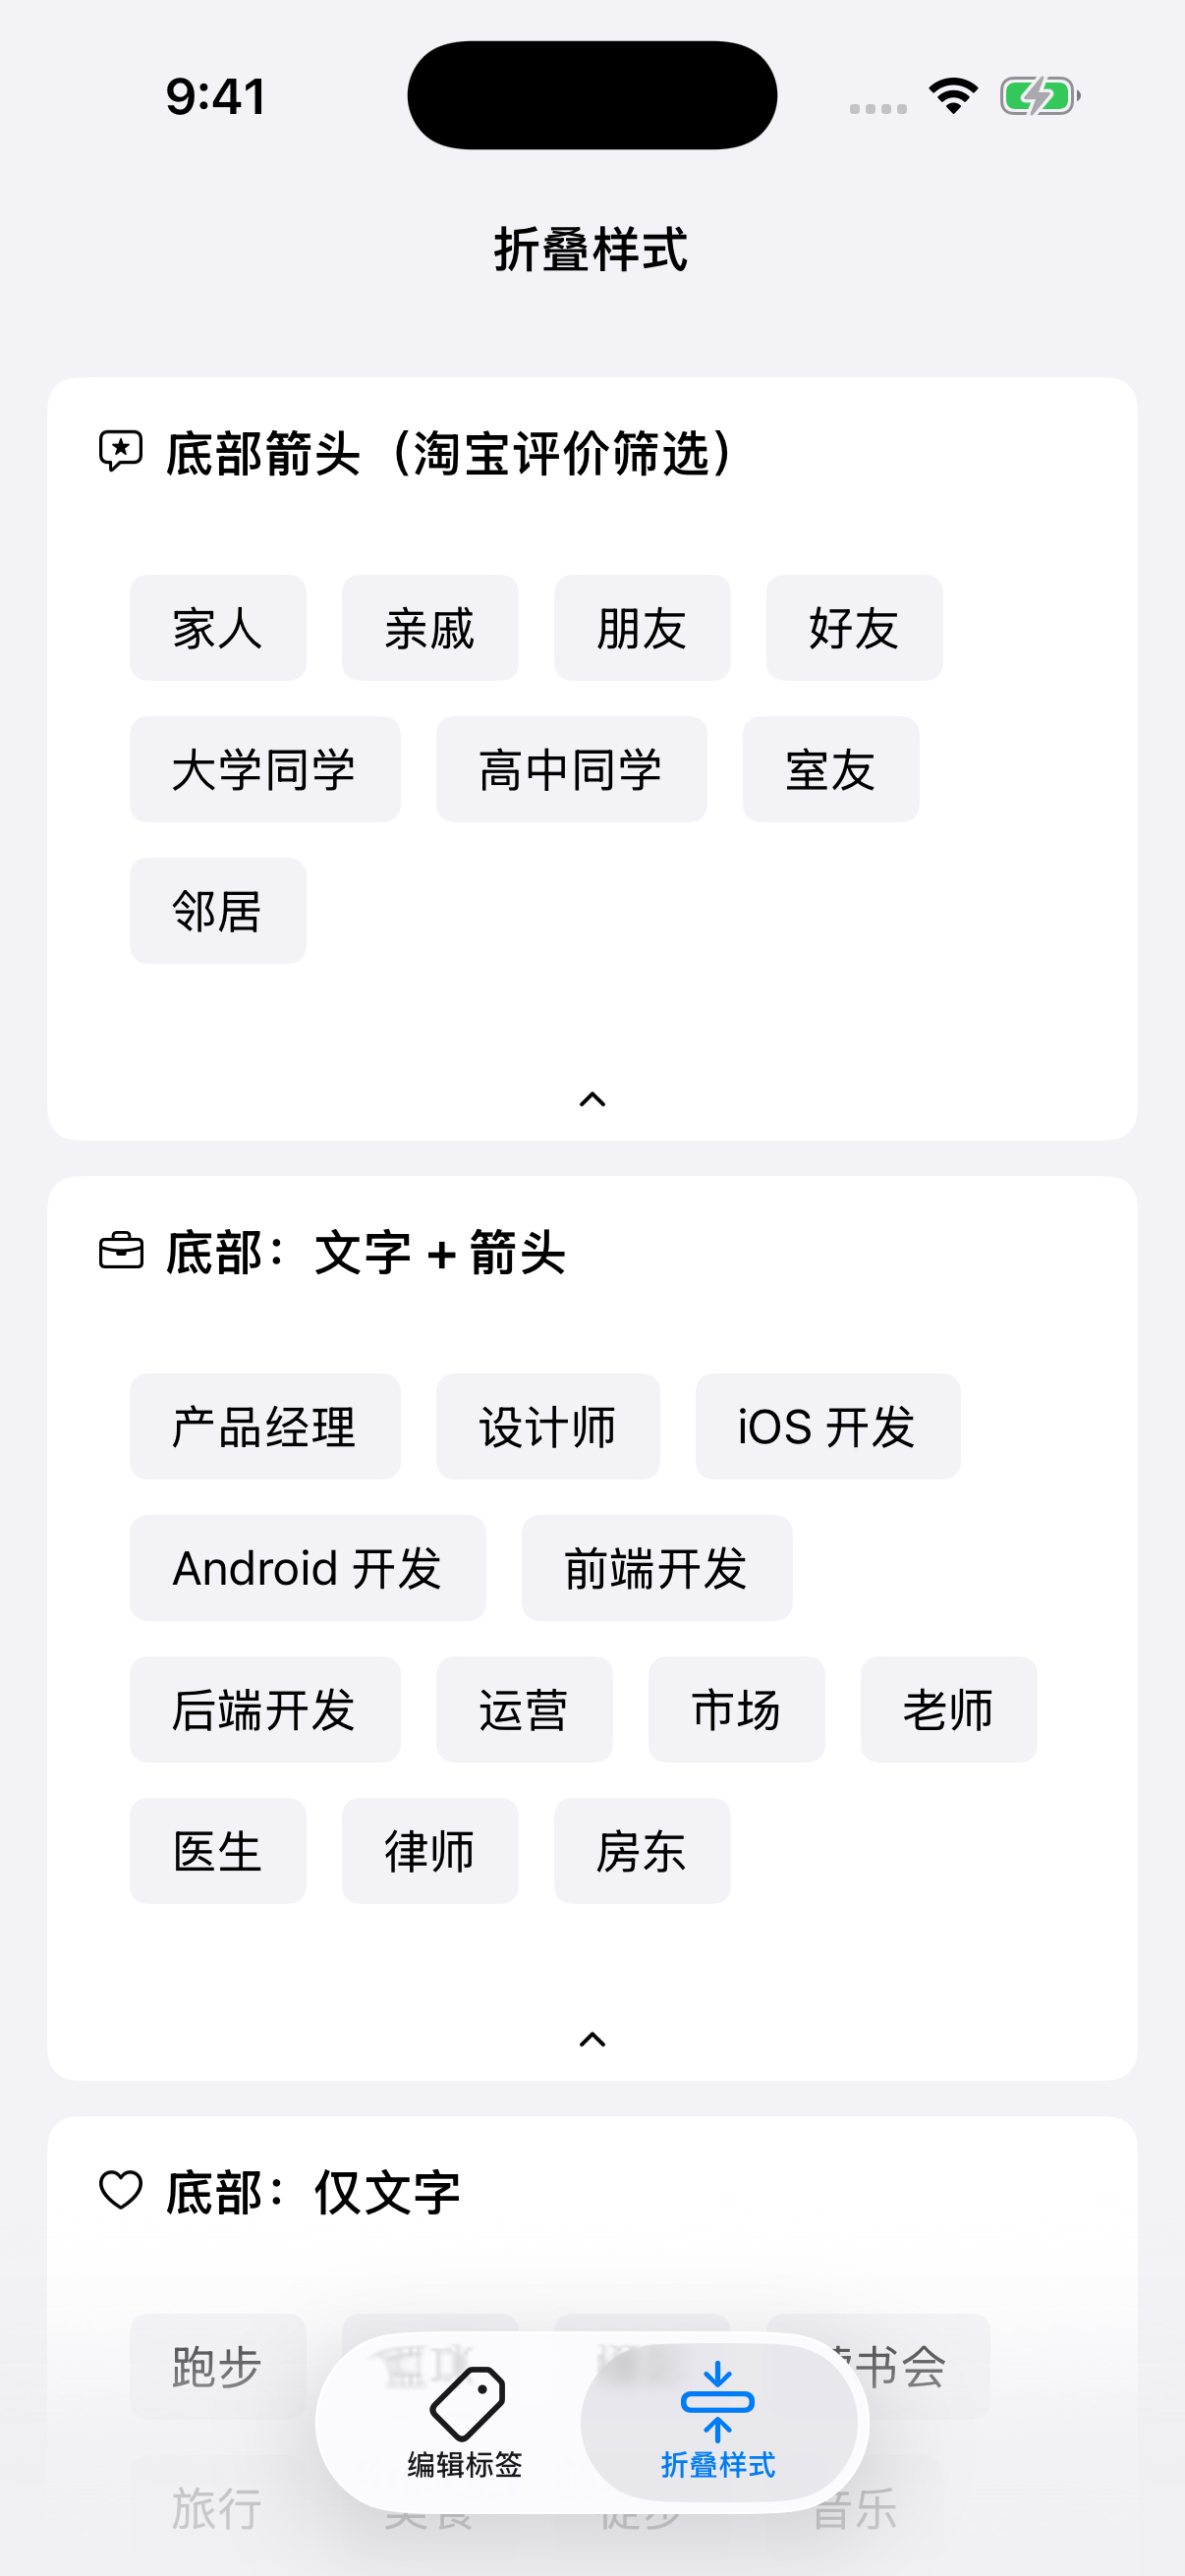 9:41
折叠样式
底部箭头（淘宝评价筛选）
家人 亲戚 朋友 好友
大学同学 高中同学 室友
邻居
底部：文字 + 箭头
产品经理 设计师 iOS 开发
Android 开发 前端开发
后端开发 运营 市场 老师
医生 律师 房东
底部：仅文字
跑步 书会
编辑标签 折叠样式
旅行 美食 徒步 音乐